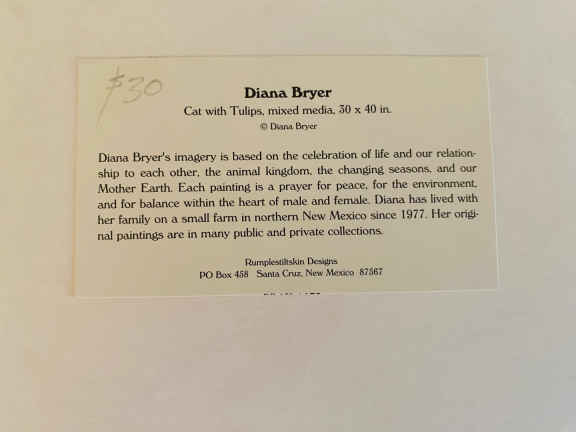 $30
Diana Bryer
Cat with Tulips, mixed media, 30 x 40 in.
© Diana Bryer
Diana Bryer's imagery is based on the celebration of life and our relation-
ship to each other, the animal kingdom, the changing seasons, and our
Mother Earth. Each painting is a prayer for peace, for the environment,
and for balance within the heart of male and female. Diana has lived with
her family on a small farm in northern New Mexico since 1977. Her origi-
nal paintings are in many public and private collections.
Rumplestiltskin Designs
PO Box 458 Santa Cruz, New Mexico 87567